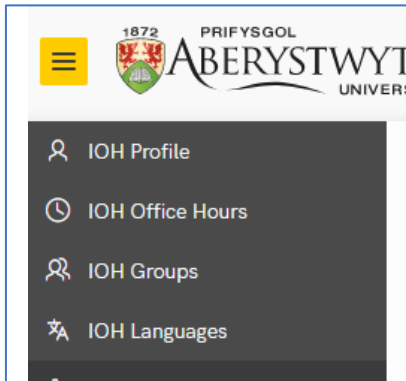 1872 PRIFYSGOL
ABERYSTWYT
UNIVERS
IOH Profile
IOH Office Hours
IOH Groups
IOH Languages